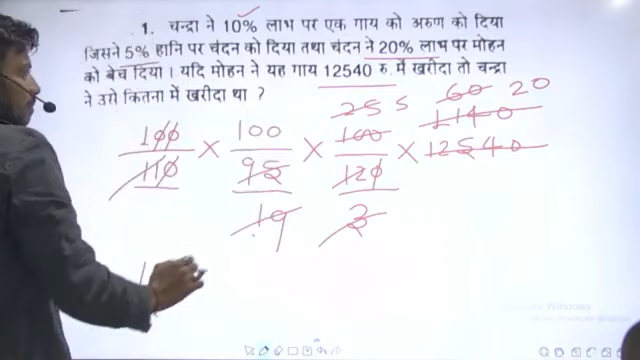 1. चन्द्रा ने 10% लाभ पर एक गाय को अरुण को दिया
जिसने 5% हानि पर चंदन को दिया तथा चंदन ने 20% लाभ पर मोहन
को बेच दिया । यदि मोहन ने यह गाय 12540 रु. में खरीदा तो चन्द्रा
ने उसे कितना में खरीदा था ?
25 5 60 20
1140
100 × 100 × 100 × 12540
110 95 120
19 3